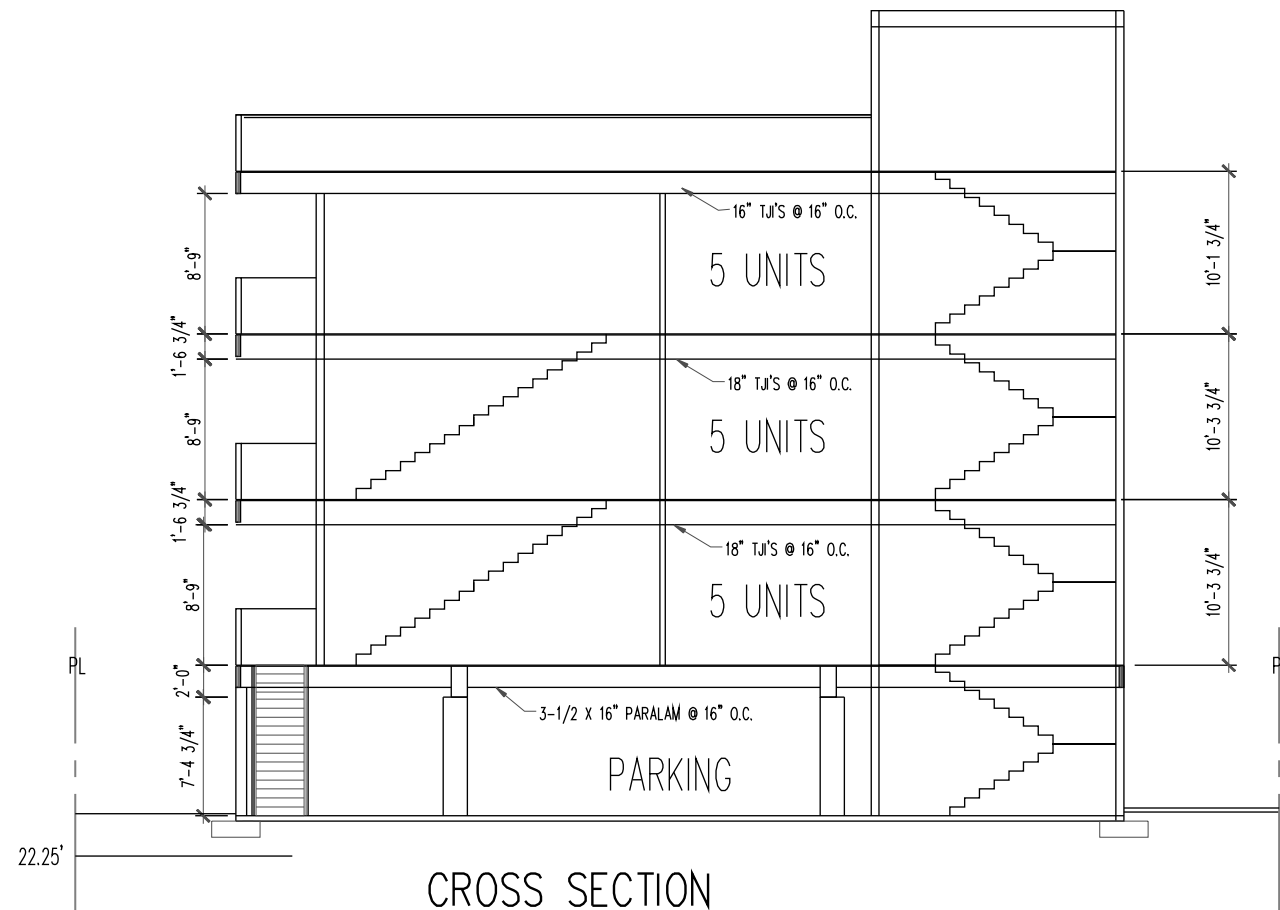 16" TJI'S @ 16" O.C.
5 UNITS
8'-9"
10'-1 3/4"
1'-6 3/4"
18" TJI'S @ 16" O.C.
5 UNITS
8'-9"
10'-3 3/4"
1'-6 3/4"
18" TJI'S @ 16" O.C.
5 UNITS
8'-9"
10'-3 3/4"
PL
P
2'-0"
3-1/2 X 16" PARALAM @ 16" O.C.
7'-4 3/4"
PARKING
22.25'
CROSS SECTION